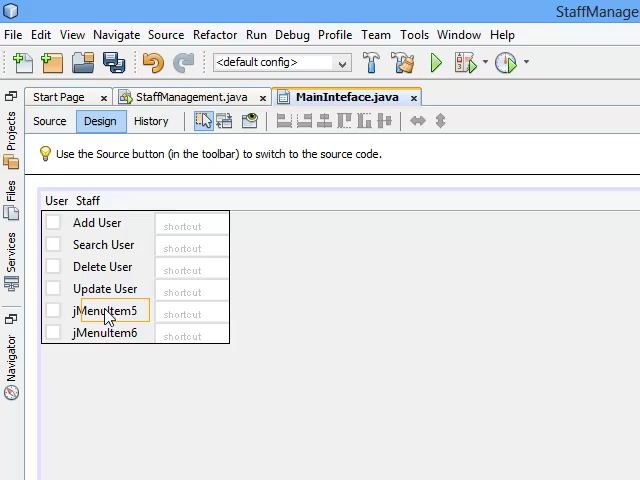 StaffManage
File Edit View Navigate Source Refactor Run Debug Profile Team Tools Window Help
<default config>
Start Page StaffManagement.java MainInteface.java
Source Design History
Use the Source button (in the toolbar) to switch to the source code.
Projects
Files
Services
Navigator
User Staff
Add User shortcut
Search User shortcut
Delete User shortcut
Update User shortcut
jMenuItem5 shortcut
jMenuItem6 shortcut